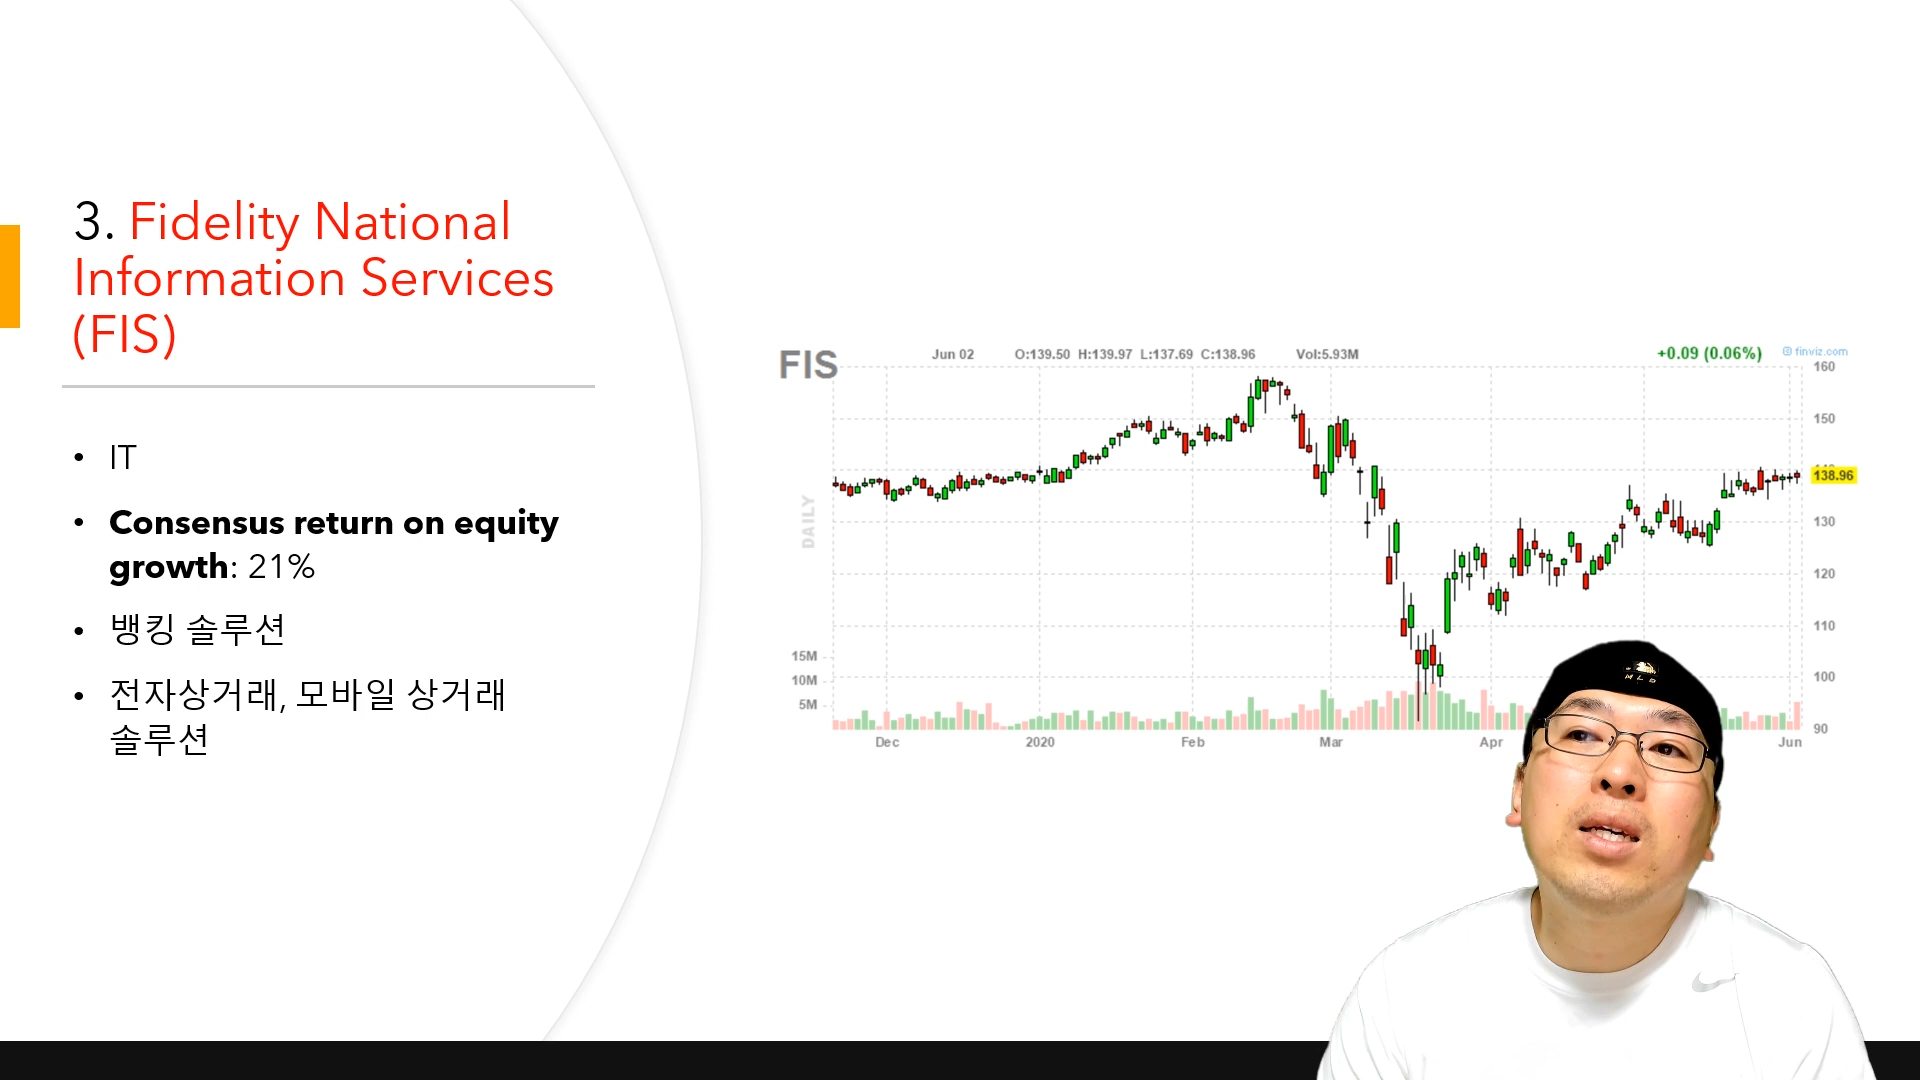 3. Fidelity National
Information Services
(FIS)
• IT
• Consensus return on equity
growth: 21%
• 뱅킹 솔루션
• 전자상거래, 모바일 상거래
솔루션
FIS
Jun 02 O:139.50 H:139.97 L:137.69 C:138.96 Vol:5.93M +0.09 (0.06%) © finviz.com
160
150
138.96
130
120
110
100
90
DAILY
15M
10M
5M
Dec 2020 Feb Mar Apr Jun
MLB